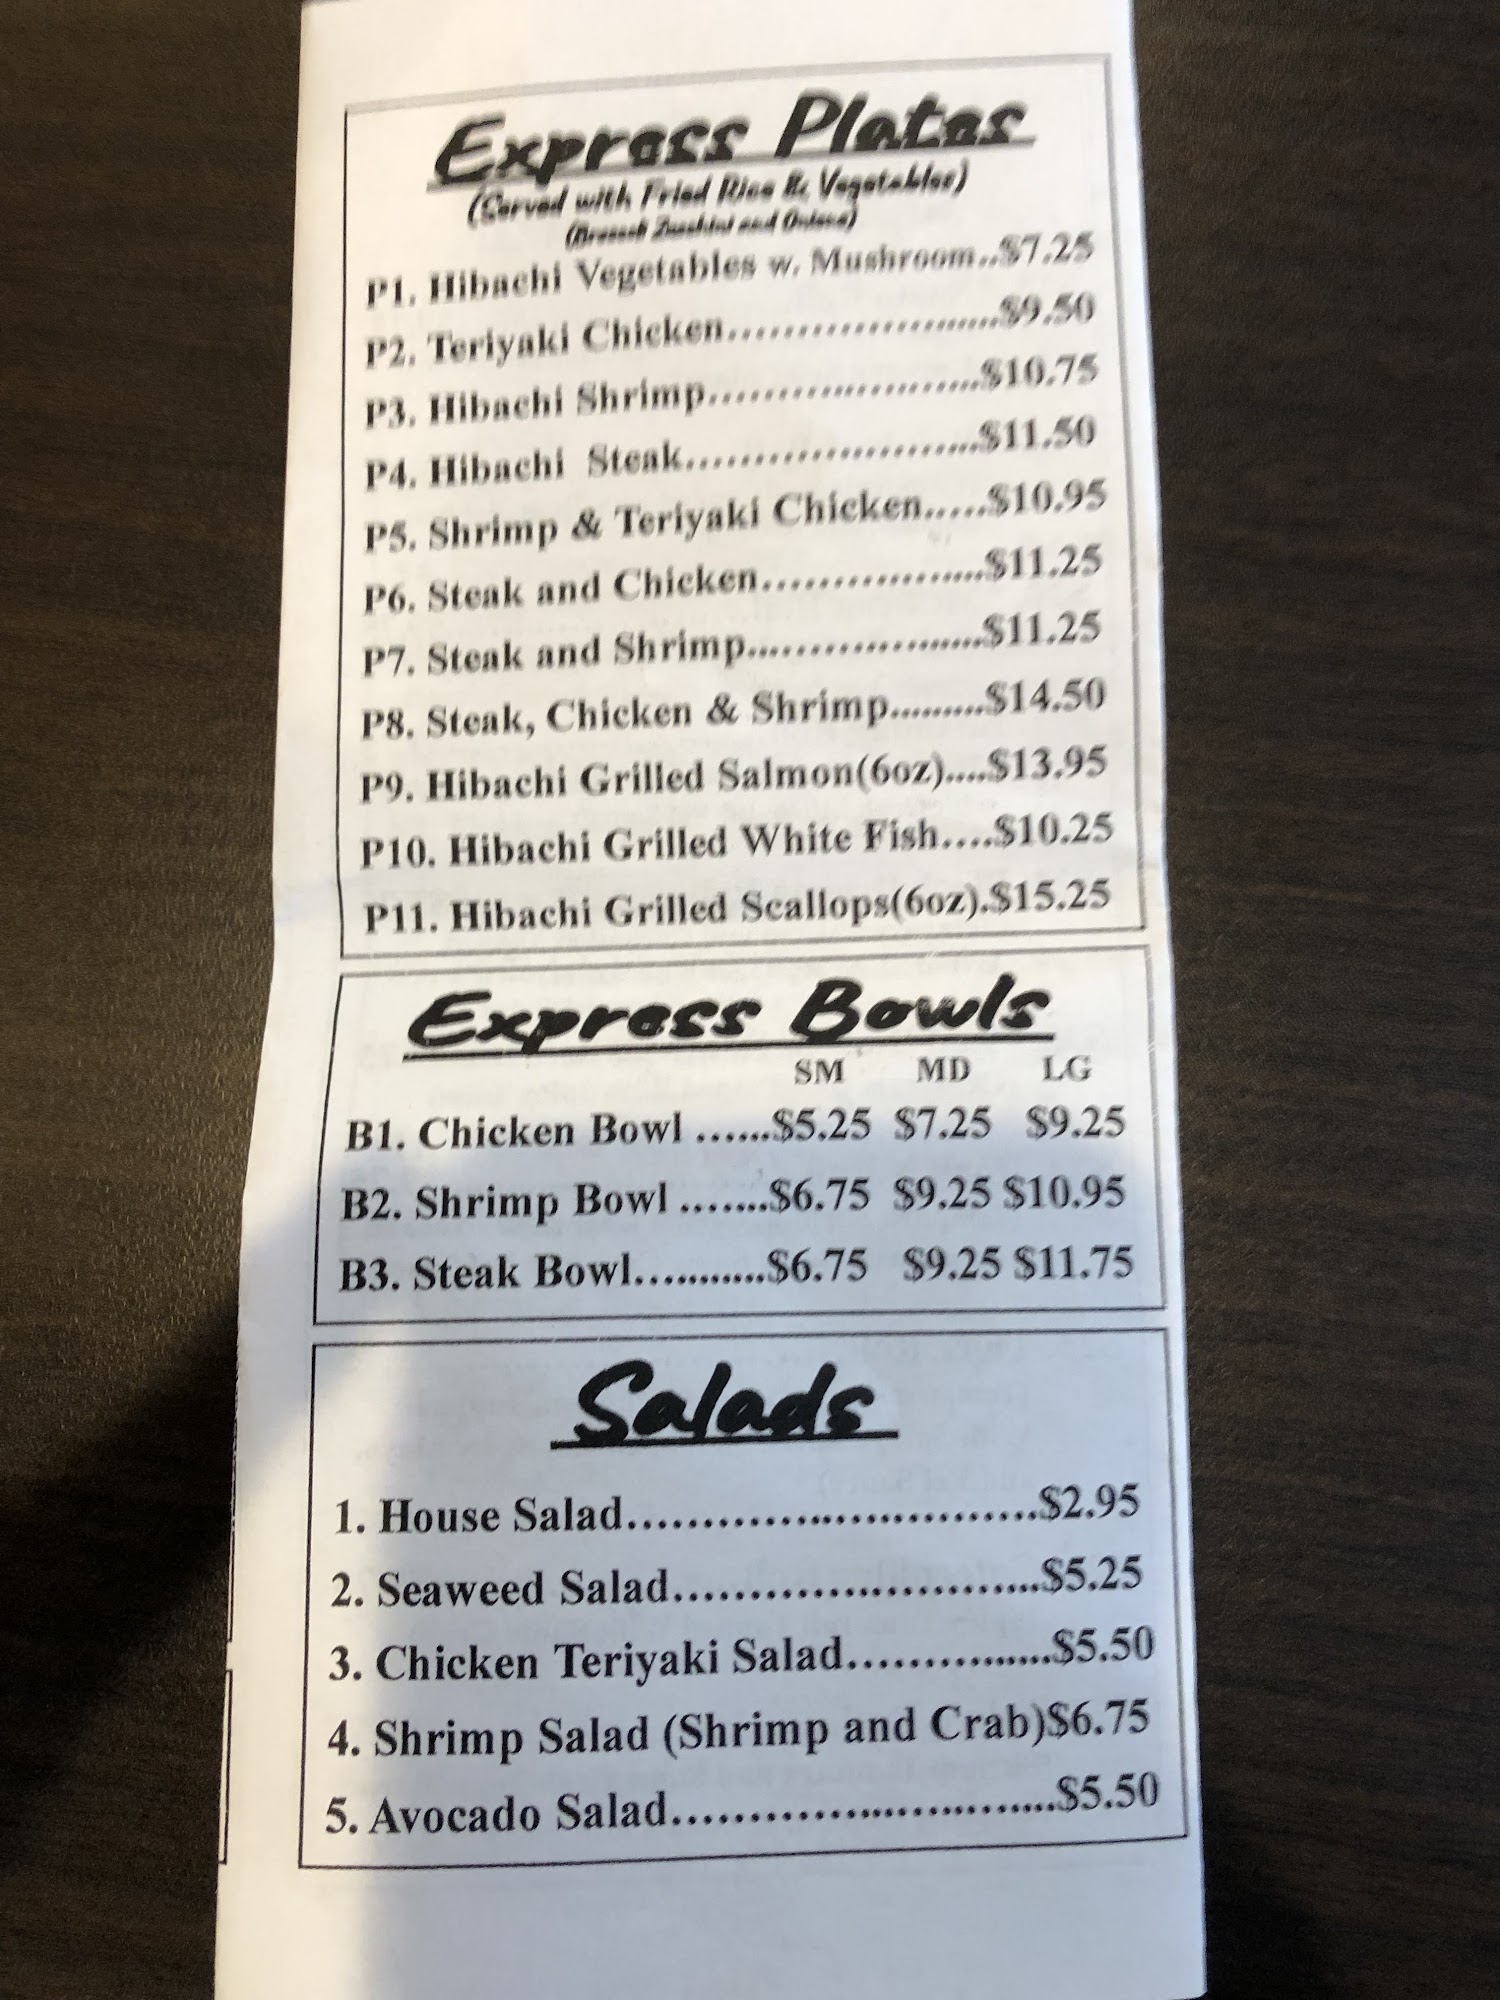 Express Plates
(Served with Fried Rice & Vegetables)
(Broccoli Zucchini and Onions)
P1. Hibachi Vegetables w. Mushroom..$7.25
P2. Teriyaki Chicken.......................$9.50
P3. Hibachi Shrimp.......................$10.75
P4. Hibachi Steak........................$11.50
P5. Shrimp & Teriyaki Chicken.....$10.95
P6. Steak and Chicken...................$11.25
P7. Steak and Shrimp....................$11.25
P8. Steak, Chicken & Shrimp.........$14.50
P9. Hibachi Grilled Salmon(6oz)....$13.95
P10. Hibachi Grilled White Fish....$10.25
P11. Hibachi Grilled Scallops(6oz).$15.25
Express Bowls
SM MD LG
B1. Chicken Bowl ......$5.25 $7.25 $9.25
B2. Shrimp Bowl .......$6.75 $9.25 $10.95
B3. Steak Bowl...........$6.75 $9.25 $11.75
Salads
1. House Salad.................................$2.95
2. Seaweed Salad.............................$5.25
3. Chicken Teriyaki Salad...............$5.50
4. Shrimp Salad (Shrimp and Crab)$6.75
5. Avocado Salad..............................$5.50